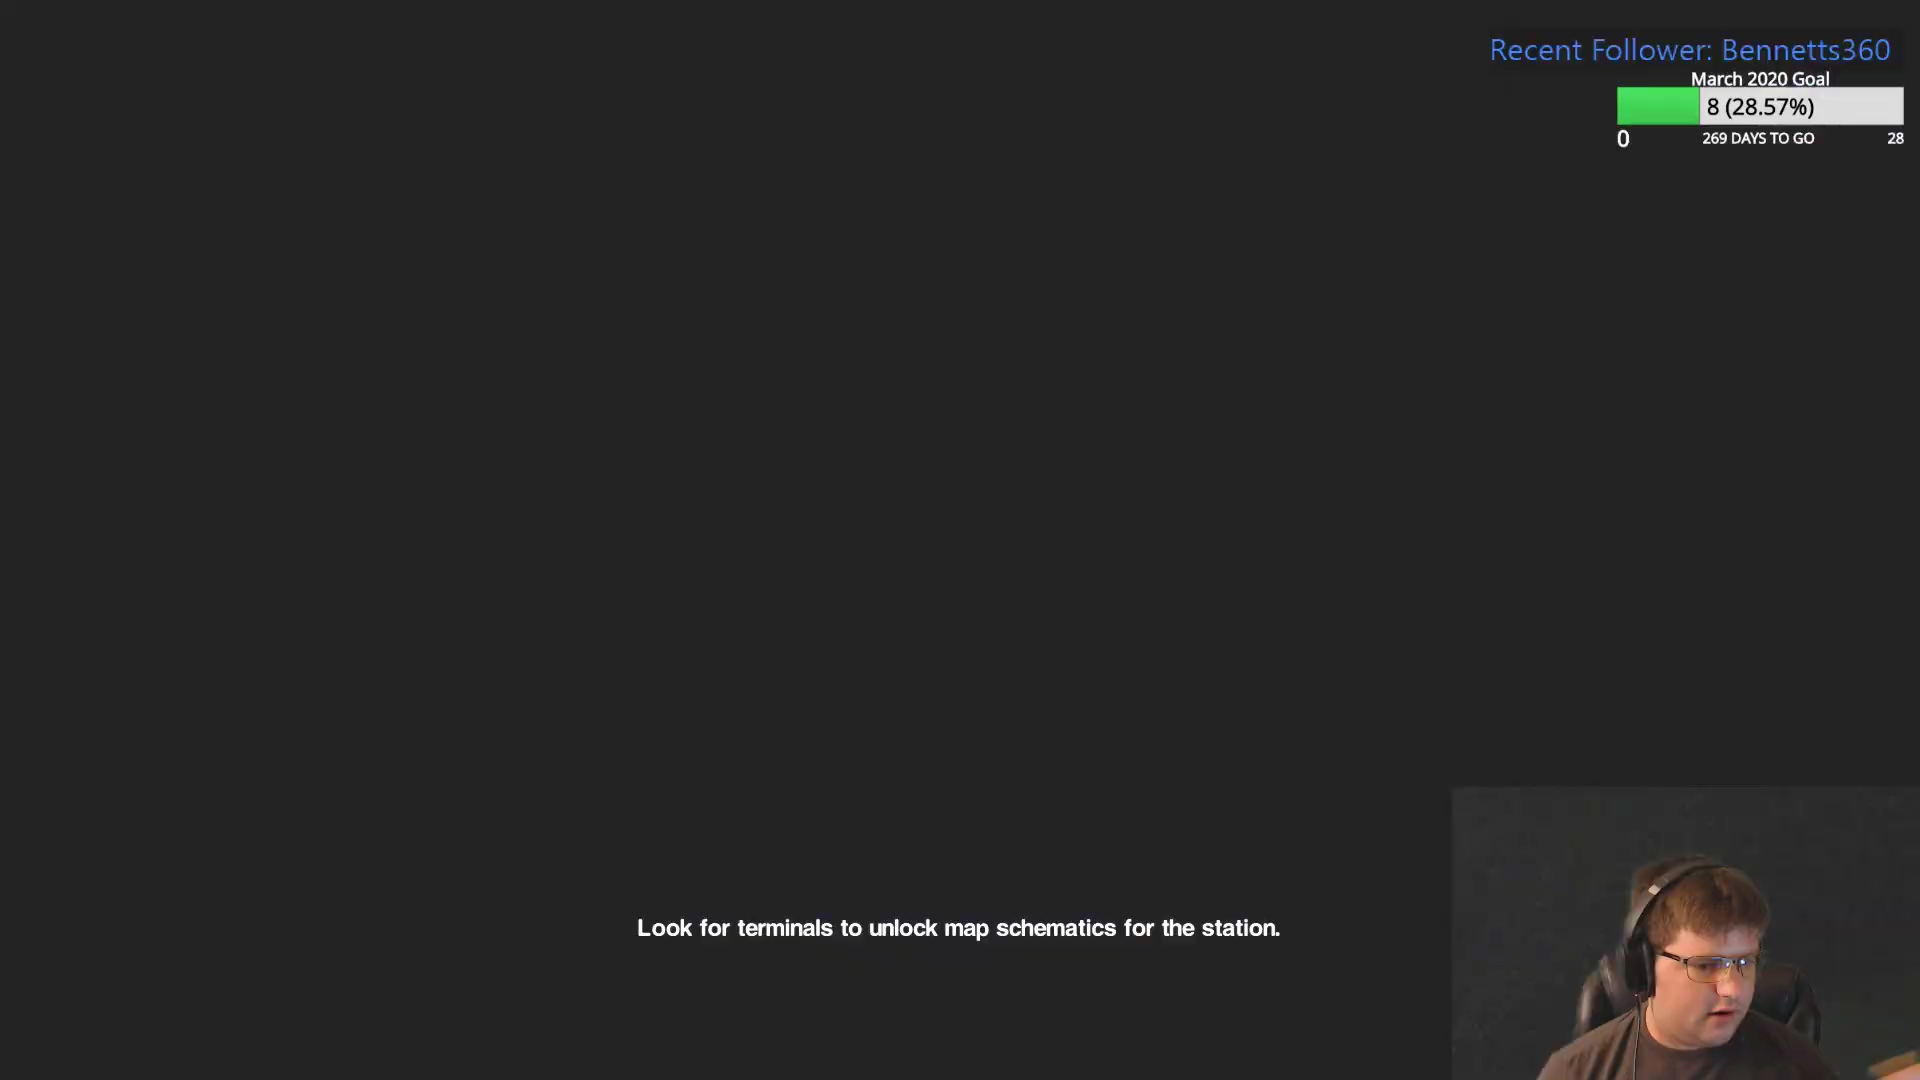 Recent Follower: Bennetts360
March 2020 Goal
8 (28.57%)
0 269 DAYS TO GO 28
Look for terminals to unlock map schematics for the station.